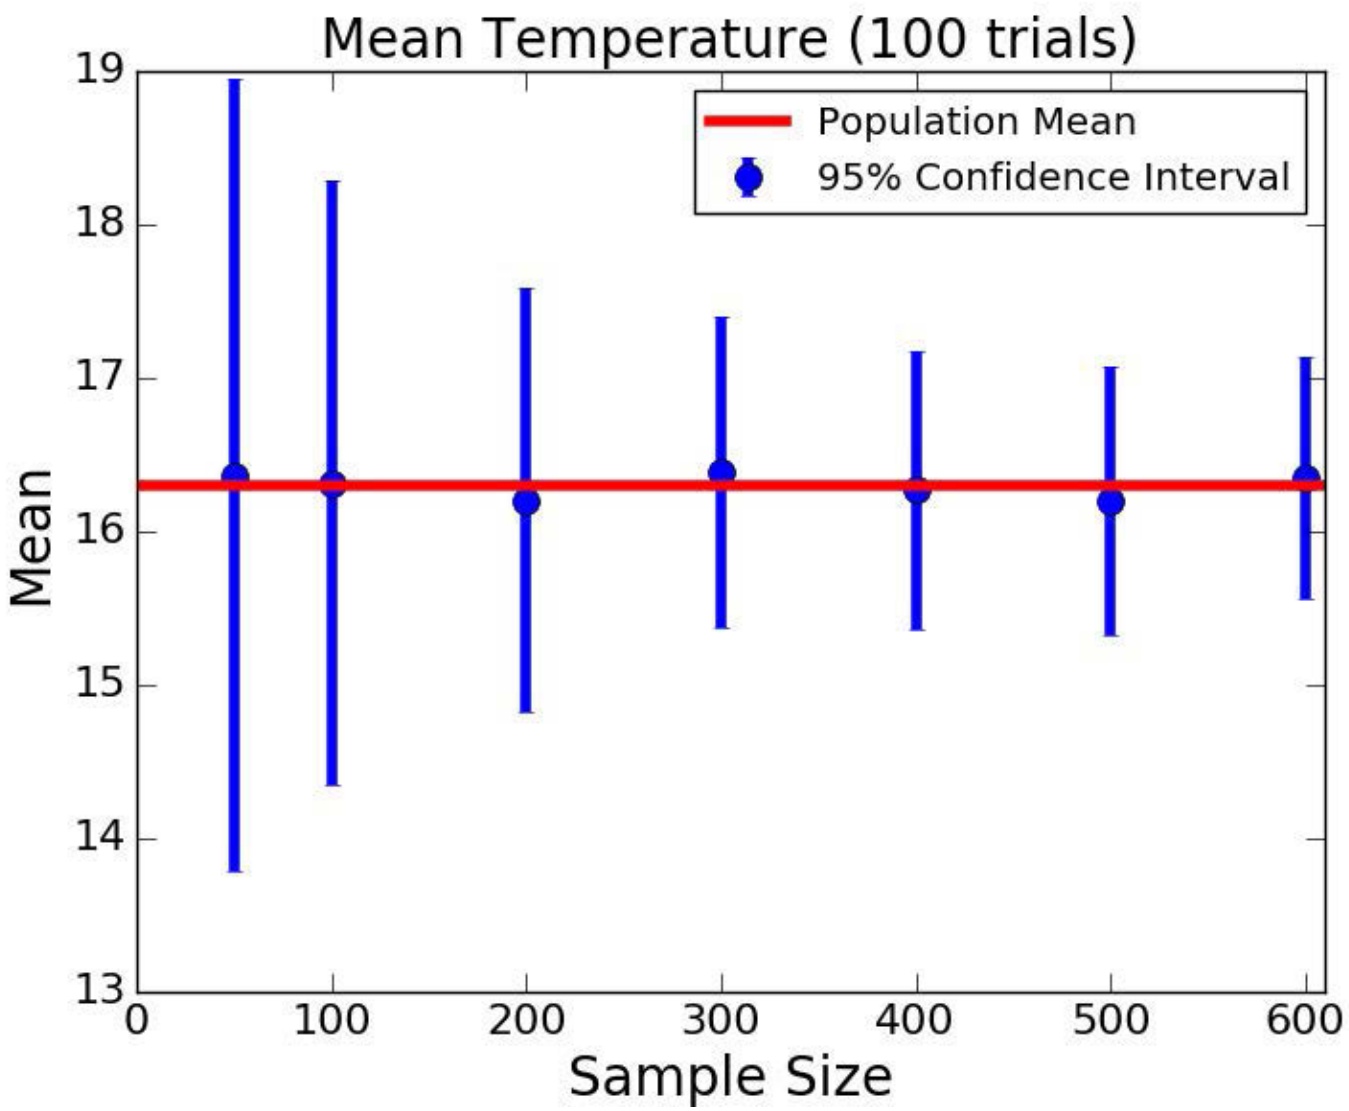 Mean Temperature (100 trials)
Population Mean
95% Confidence Interval
19
18
17
16
15
14
13
Mean
0 100 200 300 400 500 600
Sample Size